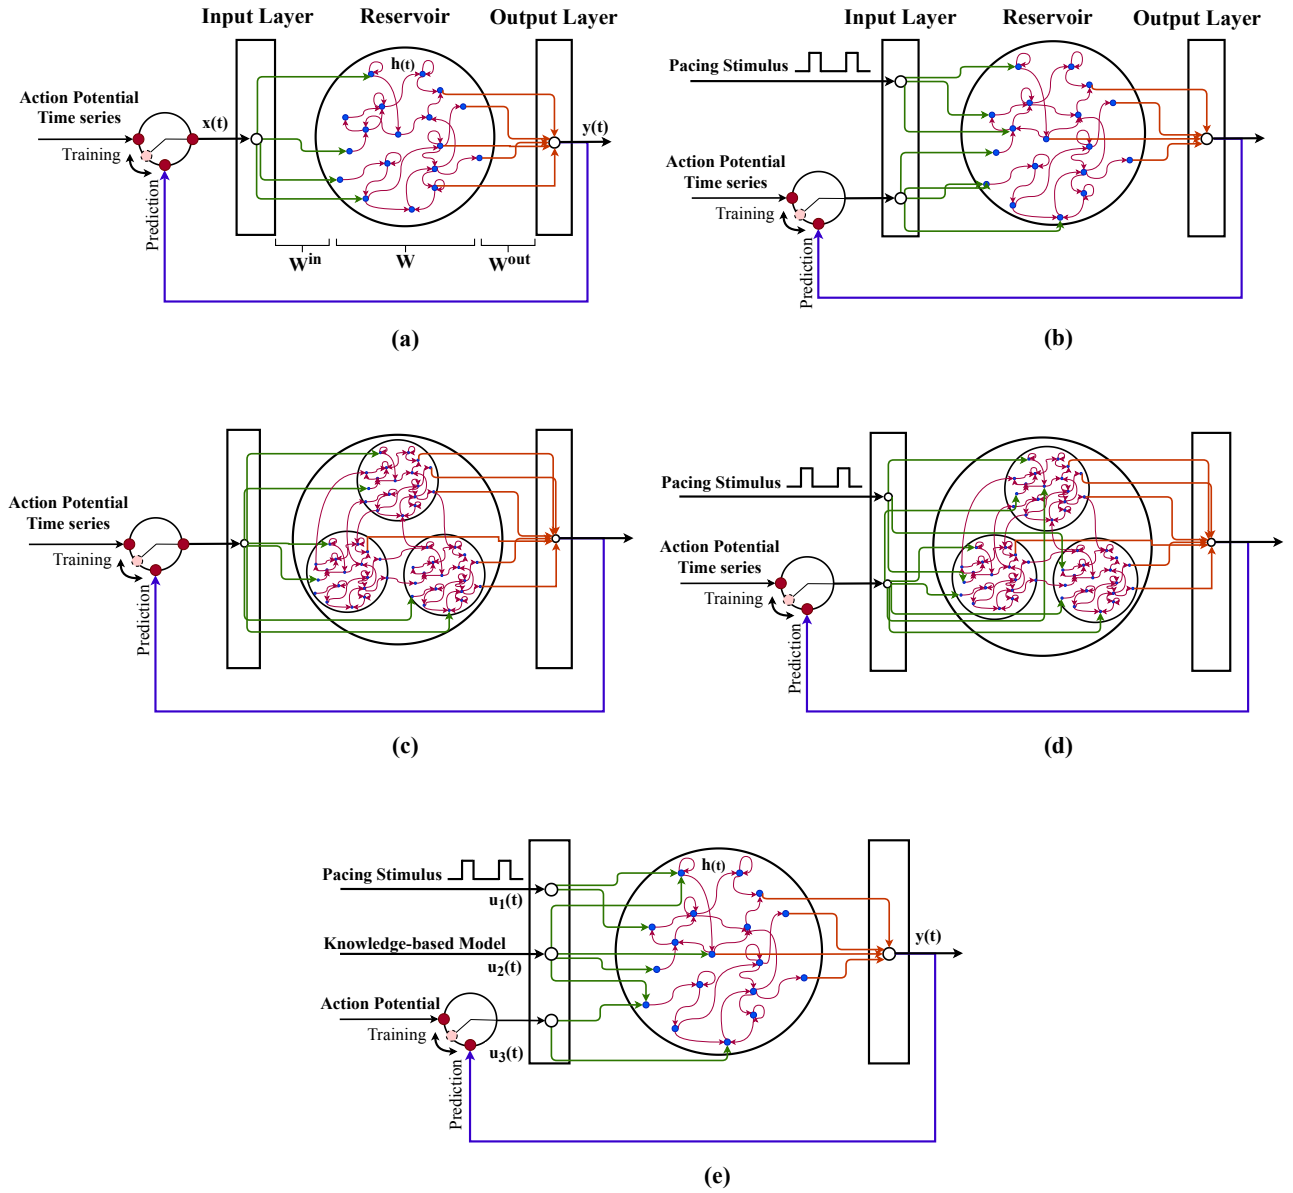 Input Layer Reservoir Output Layer
h(t)
Action Potential
Time series
x(t)
y(t)
Training
Prediction
W^in W W^out
(a)
Input Layer Reservoir Output Layer
Pacing Stimulus
Action Potential
Time series
Training
Prediction
(b)
Action Potential
Time series
Training
Prediction
(c)
Pacing Stimulus
Action Potential
Time series
Training
Prediction
(d)
h(t)
Pacing Stimulus
u1(t)
y(t)
Knowledge-based Model
u2(t)
Action Potential
Training
u3(t)
Prediction
(e)